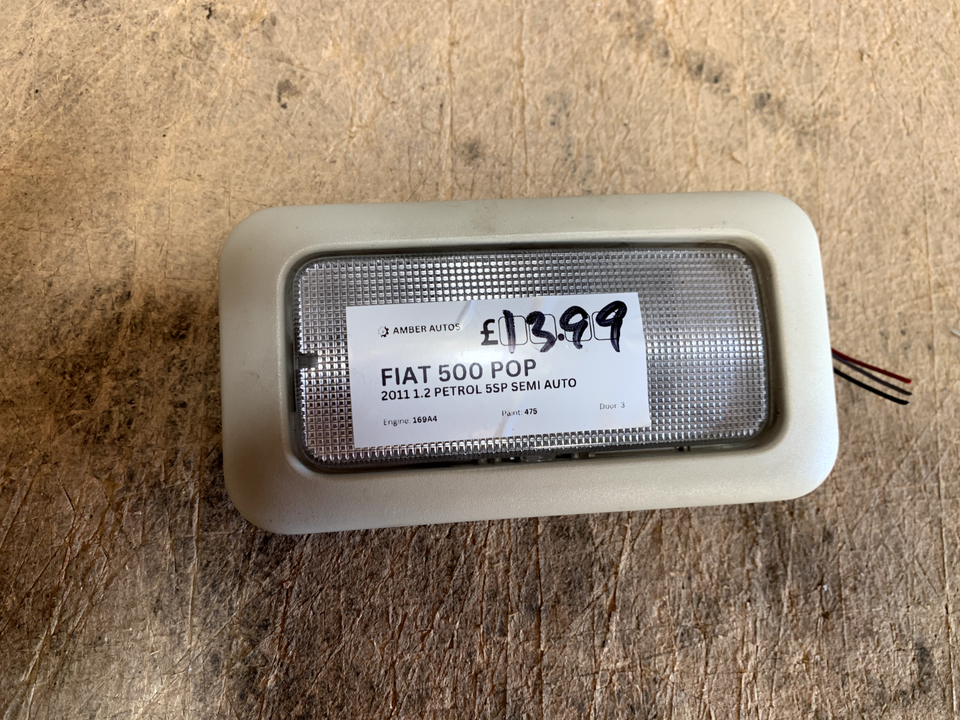 AMBER AUTOS £13.99
FIAT 500 POP
2011 1.2 PETROL 5SP SEMI AUTO
Engine: 169A4 Paint: 475 Door: 3